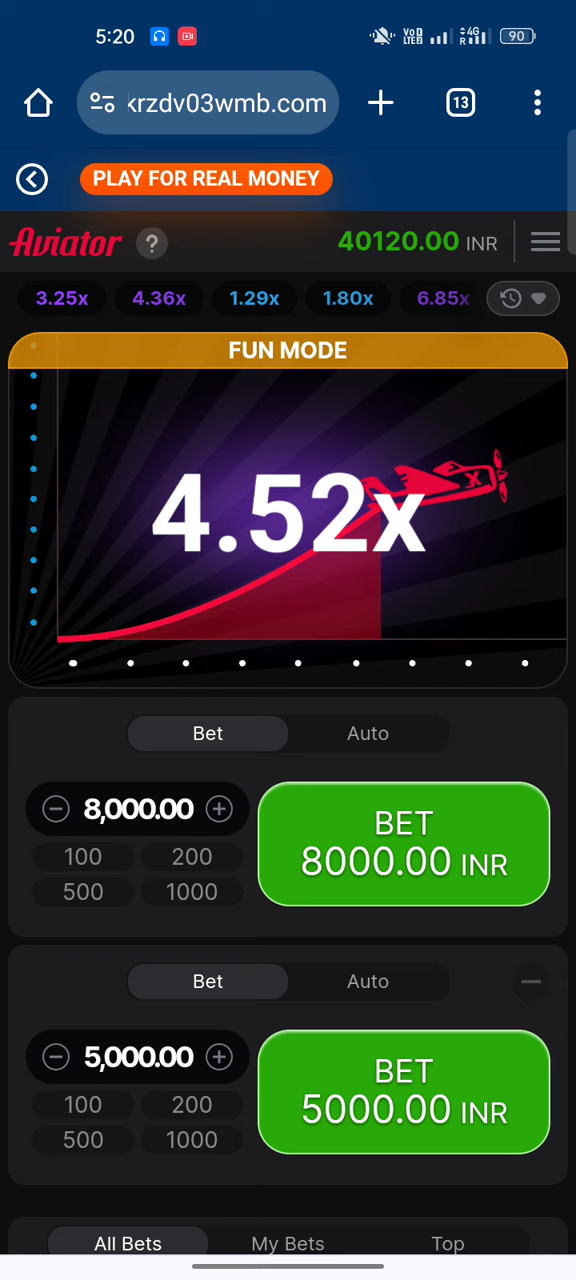 5:20 Vo LTE2 4G R 90
krzdv03wmb.com 13
PLAY FOR REAL MONEY
Aviator ? 40120.00 INR
3.25x 4.36x 1.29x 1.80x 6.85x
FUN MODE
x
4.52x
Bet Auto
8,000.00
100 200
500 1000
BET
8000.00 INR
Bet Auto
5,000.00
100 200
500 1000
BET
5000.00 INR
All Bets My Bets Top